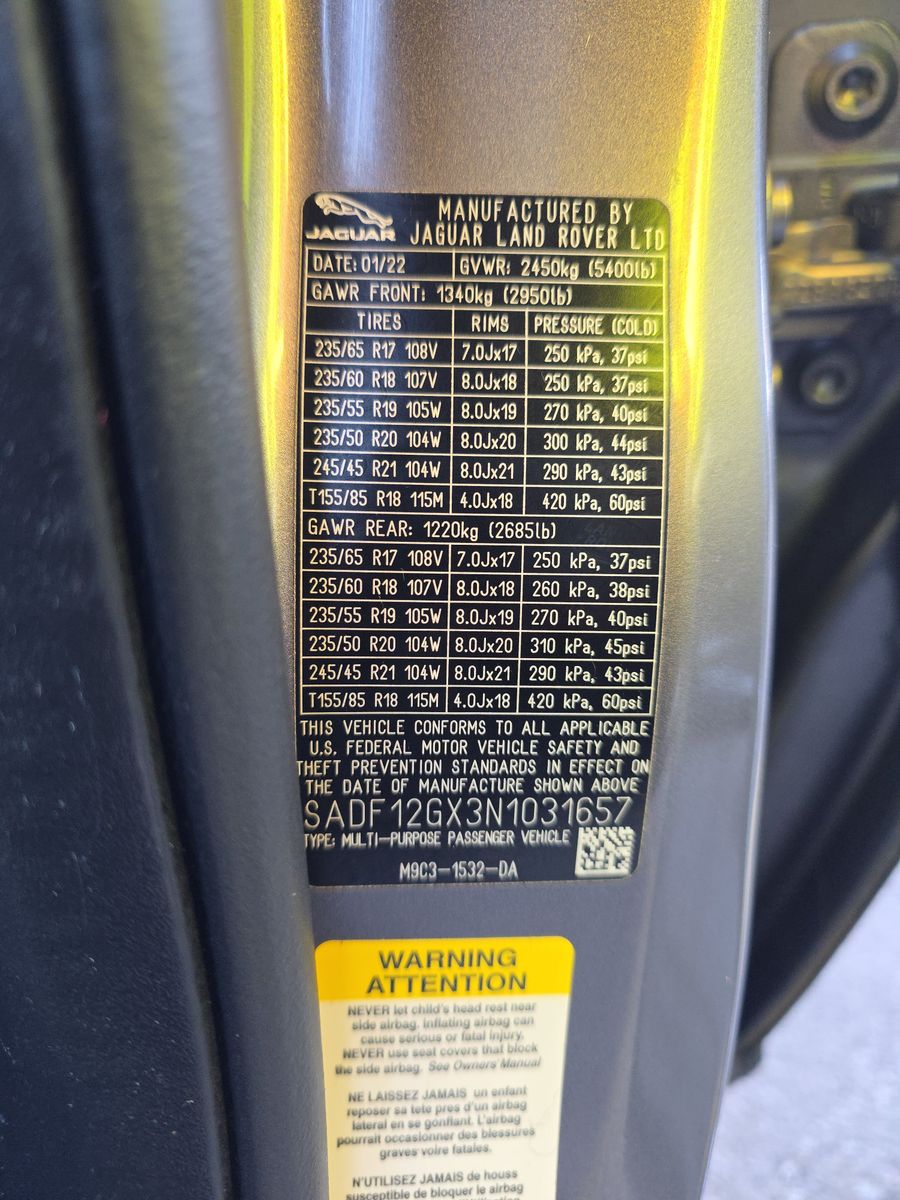 JAGUAR
MANUFACTURED BY
JAGUAR LAND ROVER LTD
DATE: 01/22 GVWR: 2450kg (5400lb)
GAWR FRONT: 1340kg (2950lb)
TIRES RIMS PRESSURE (COLD)
235/65 R17 108V 7.0Jx17 250 kPa, 37psi
235/60 R18 107V 8.0Jx18 250 kPa, 37psi
235/55 R19 105W 8.0Jx19 270 kPa, 40psi
235/50 R20 104W 8.0Jx20 300 kPa, 44psi
245/45 R21 104W 8.0Jx21 290 kPa, 43psi
T155/85 R18 115M 4.0Jx18 420 kPa, 60psi
GAWR REAR: 1220kg (2685lb)
235/65 R17 108V 7.0Jx17 250 kPa, 37psi
235/60 R18 107V 8.0Jx18 260 kPa, 38psi
235/55 R19 105W 8.0Jx19 270 kPa, 40psi
235/50 R20 104W 8.0Jx20 310 kPa, 45psi
245/45 R21 104W 8.0Jx21 290 kPa, 43psi
T155/85 R18 115M 4.0Jx18 420 kPa, 60psi
THIS VEHICLE CONFORMS TO ALL APPLICABLE
U.S. FEDERAL MOTOR VEHICLE SAFETY AND
THEFT PREVENTION STANDARDS IN EFFECT ON
THE DATE OF MANUFACTURE SHOWN ABOVE
SADF12GX3N1031657
TYPE: MULTI-PURPOSE PASSENGER VEHICLE
M9C3-1532-DA
WARNING
ATTENTION
NEVER let child's head rest near
side airbag. Inflating airbag can
cause serious or fatal injury.
NEVER use seat covers that block
the side airbag. See Owners' Manual
NE LAISSEZ JAMAIS un enfant
reposer sa tete pres d'un airbag
lateral en se gonflant. L'airbag
pourrait occasionner des blessures
graves voire fatales.
N'UTILISEZ JAMAIS de houss
susceptible de bloquer le airbag